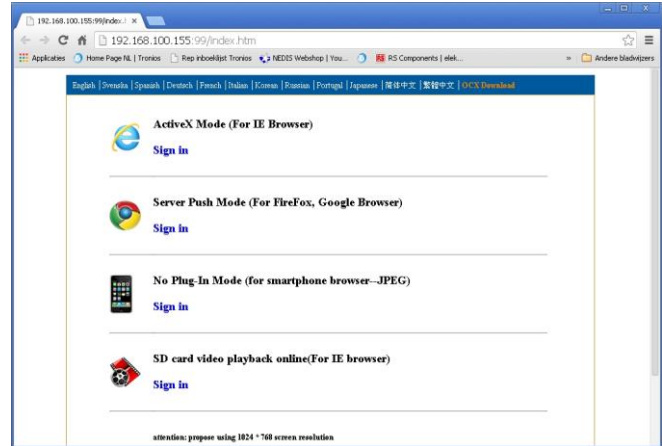 192.168.100.155:99/index.l
192.168.100.155:99/index.htm
Applicaties Home Page NL | Tronios Rep inboeklijst Tronios NEDIS Webshop | You... RS Components | elek... » Andere bladwijzers
English | Svenska | Spanish | Deutsch | French | Italian | Korean | Russian | Portugal | Japanese | 简体中文 | 繁體中文 | OCX Download
ActiveX Mode (For IE Browser)
Sign in
Server Push Mode (For FireFox, Google Browser)
Sign in
No Plug-In Mode (for smartphone browser--JPEG)
Sign in
SD card video playback online(For IE browser)
Sign in
attention: propose using 1024 * 768 screen resolution